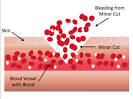 Bleeding from
Minor Cut
Skin
Minor Cut
Blood Vessel
with Blood